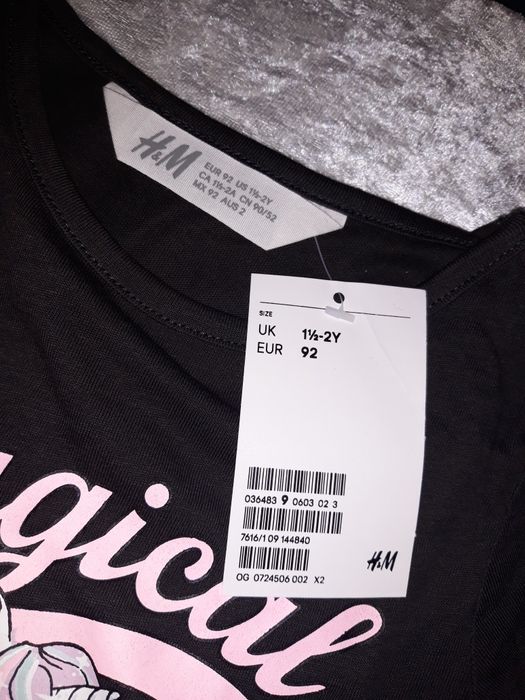 H&M
EUR 92 US 1½-2Y
CA 1½-2A CN 90/52
MX 92 AUS 2
SIZE
UK 1½-2Y
EUR 92
036483 9 0603 02 3
7616/1 09 144840
H&M
OG 0724506 002 X2
gical